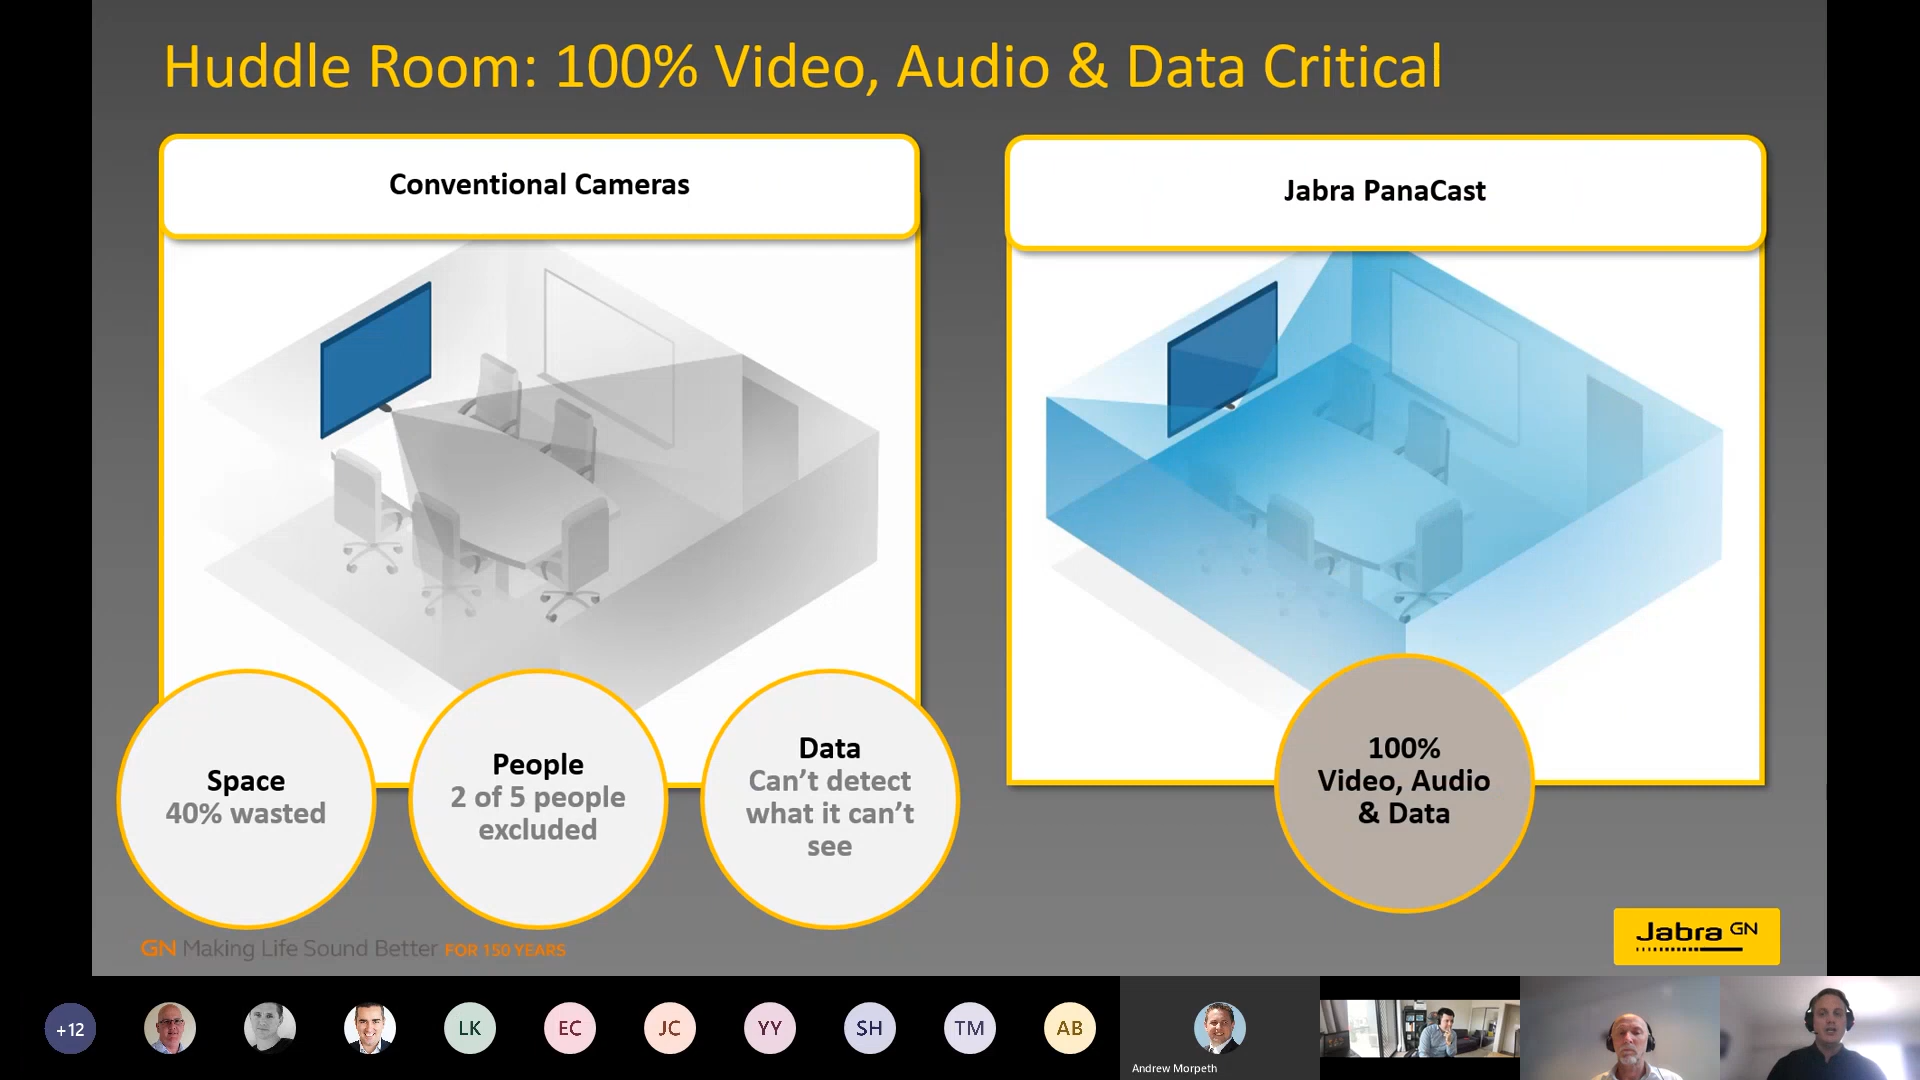 Huddle Room: 100% Video, Audio & Data Critical
Conventional Cameras
Jabra PanaCast
Space
40% wasted
People
2 of 5 people
excluded
Data
Can’t detect
what it can’t
see
100%
Video, Audio
& Data
GN Making Life Sound Better FOR 150 YEARS
Jabra GN
+12
LK
EC
JC
YY
SH
TM
AB
Andrew Morpeth